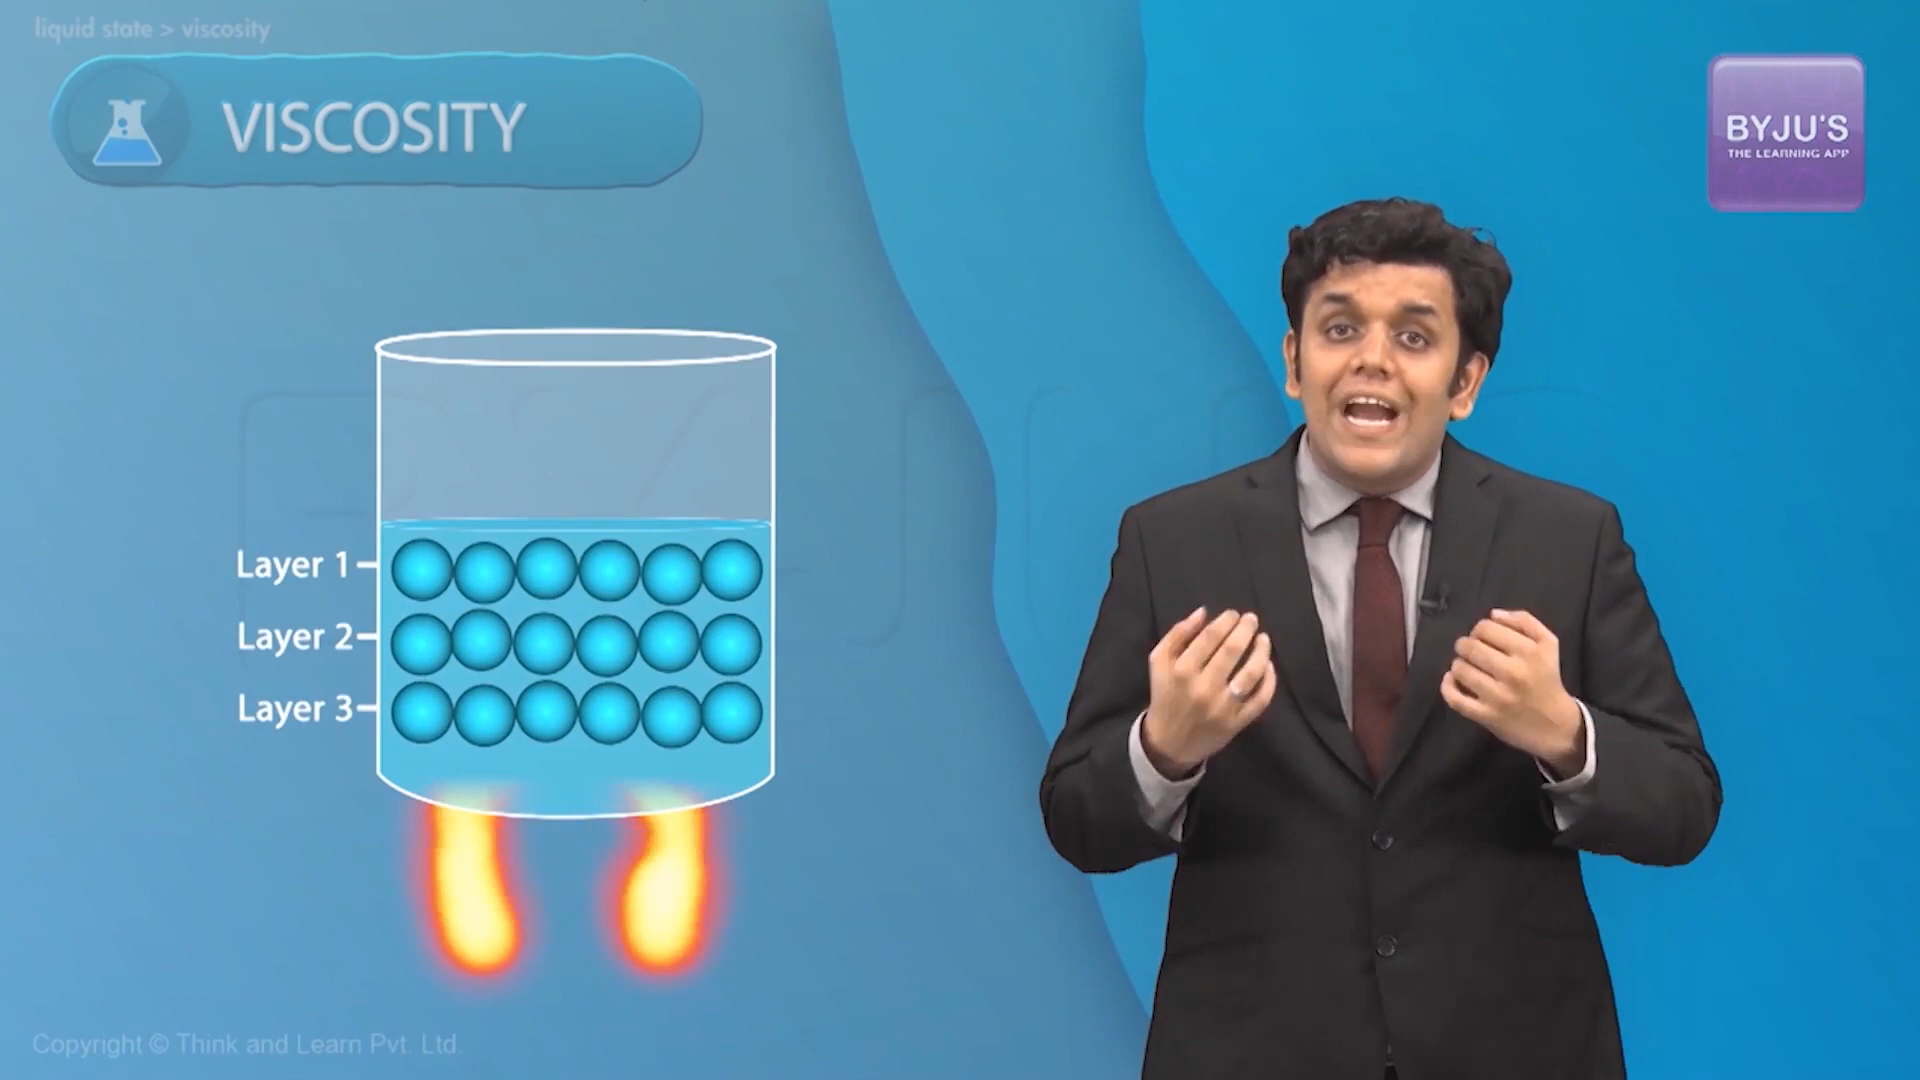 liquid state > viscosity
VISCOSITY
BYJU'S
THE LEARNING APP
Layer 1
Layer 2
Layer 3
Copyright © Think and Learn Pvt. Ltd.